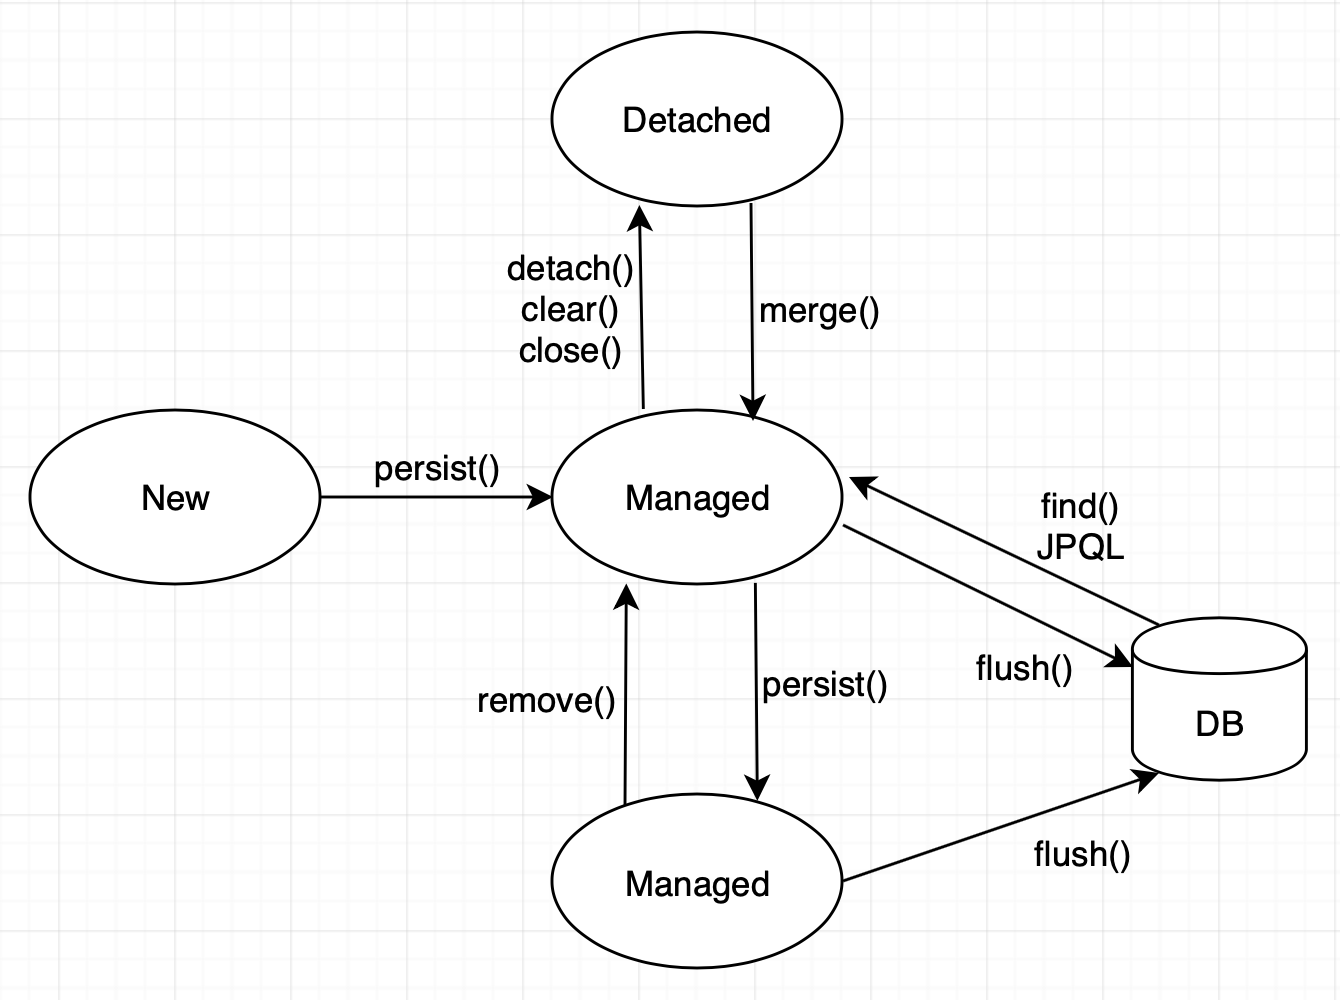 Detached
detach()
clear()
close()
merge()
New
persist()
Managed
find()
JPQL
flush()
remove()
persist()
DB
Managed
flush()